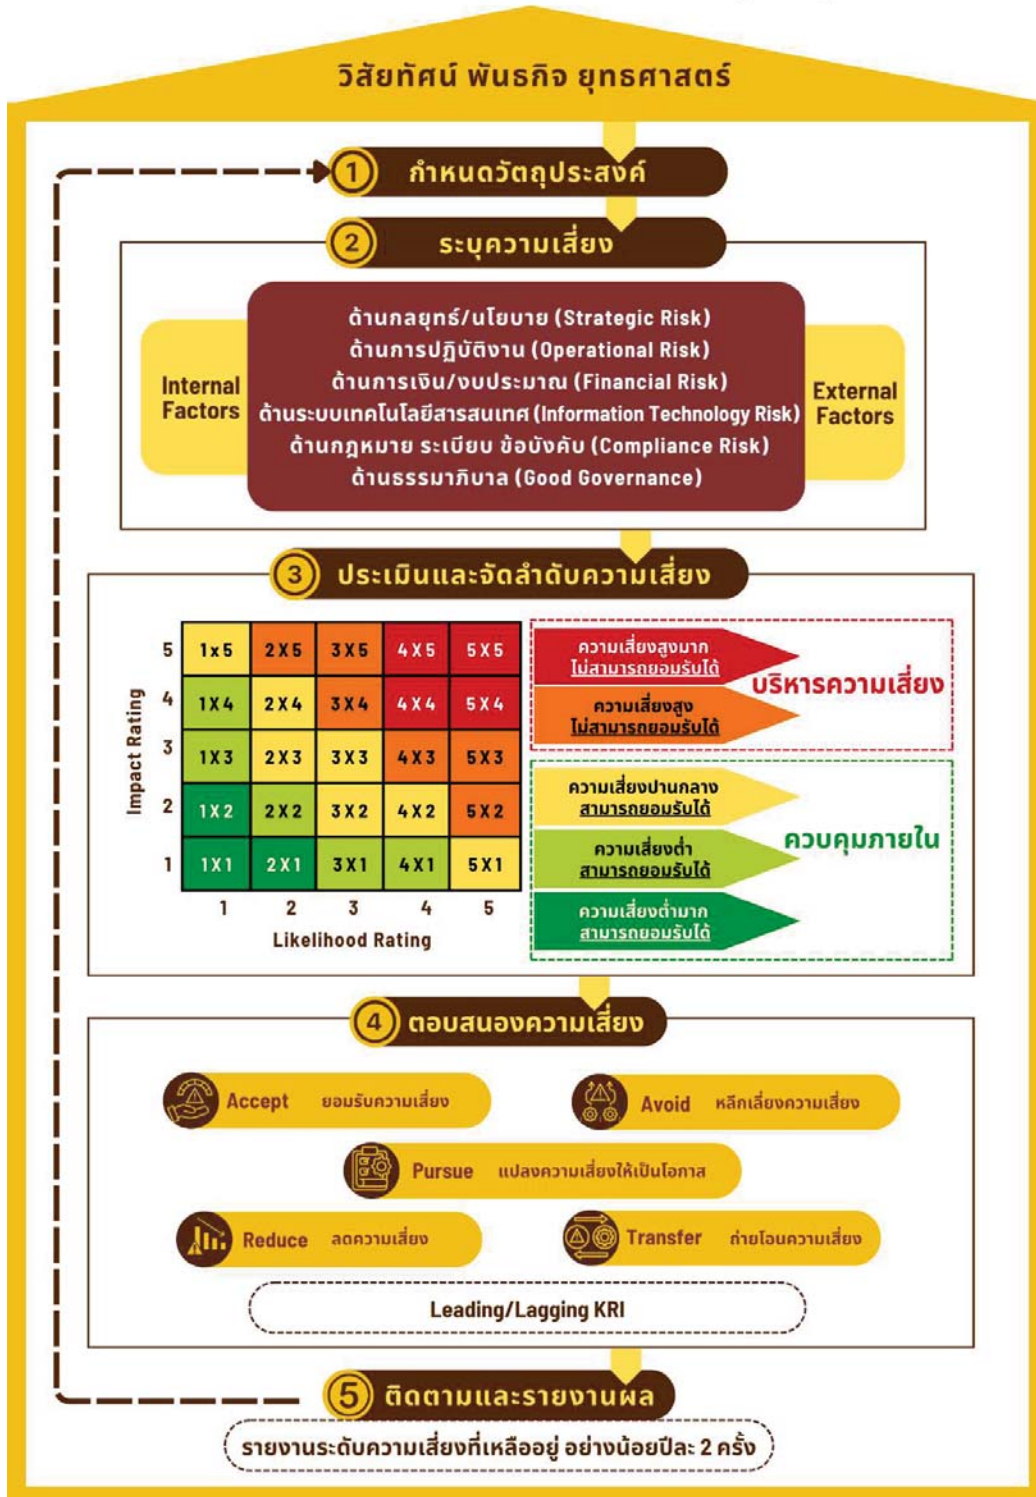 วิสัยทัศน์ พันธกิจ ยุทธศาสตร์
1 กำหนดวัตถุประสงค์
2 ระบุความเสี่ยง
Internal
Factors
ด้านกลยุทธ์/นโยบาย (Strategic Risk)
ด้านการปฏิบัติงาน (Operational Risk)
ด้านการเงิน/งบประมาณ (Financial Risk)
ด้านระบบเทคโนโลยีสารสนเทศ (Information Technology Risk)
ด้านกฎหมาย ระเบียบ ข้อบังคับ (Compliance Risk)
ด้านธรรมาภิบาล (Good Governance)
External
Factors
3 ประเมินและจัดลำดับความเสี่ยง
Impact Rating
5 1x5 2X5 3X5 4X5 5X5
4 1X4 2X4 3X4 4X4 5X4
3 1X3 2X3 3X3 4X3 5X3
2 1X2 2X2 3X2 4X2 5X2
1 1X1 2X1 3X1 4X1 5X1
1 2 3 4 5
Likelihood Rating
ความเสี่ยงสูงมาก
ไม่สามารถยอมรับได้
ความเสี่ยงสูง
ไม่สามารถยอมรับได้
บริหารความเสี่ยง
ความเสี่ยงปานกลาง
สามารถยอมรับได้
ความเสี่ยงต่ำ
สามารถยอมรับได้
ความเสี่ยงต่ำมาก
สามารถยอมรับได้
ควบคุมภายใน
4 ตอบสนองความเสี่ยง
Accept ยอมรับความเสี่ยง
Avoid หลีกเลี่ยงความเสี่ยง
Pursue แปลงความเสี่ยงให้เป็นโอกาส
Reduce ลดความเสี่ยง
Transfer ถ่ายโอนความเสี่ยง
Leading/Lagging KRI
5 ติดตามและรายงานผล
รายงานระดับความเสี่ยงที่เหลืออยู่ อย่างน้อยปีละ 2 ครั้ง